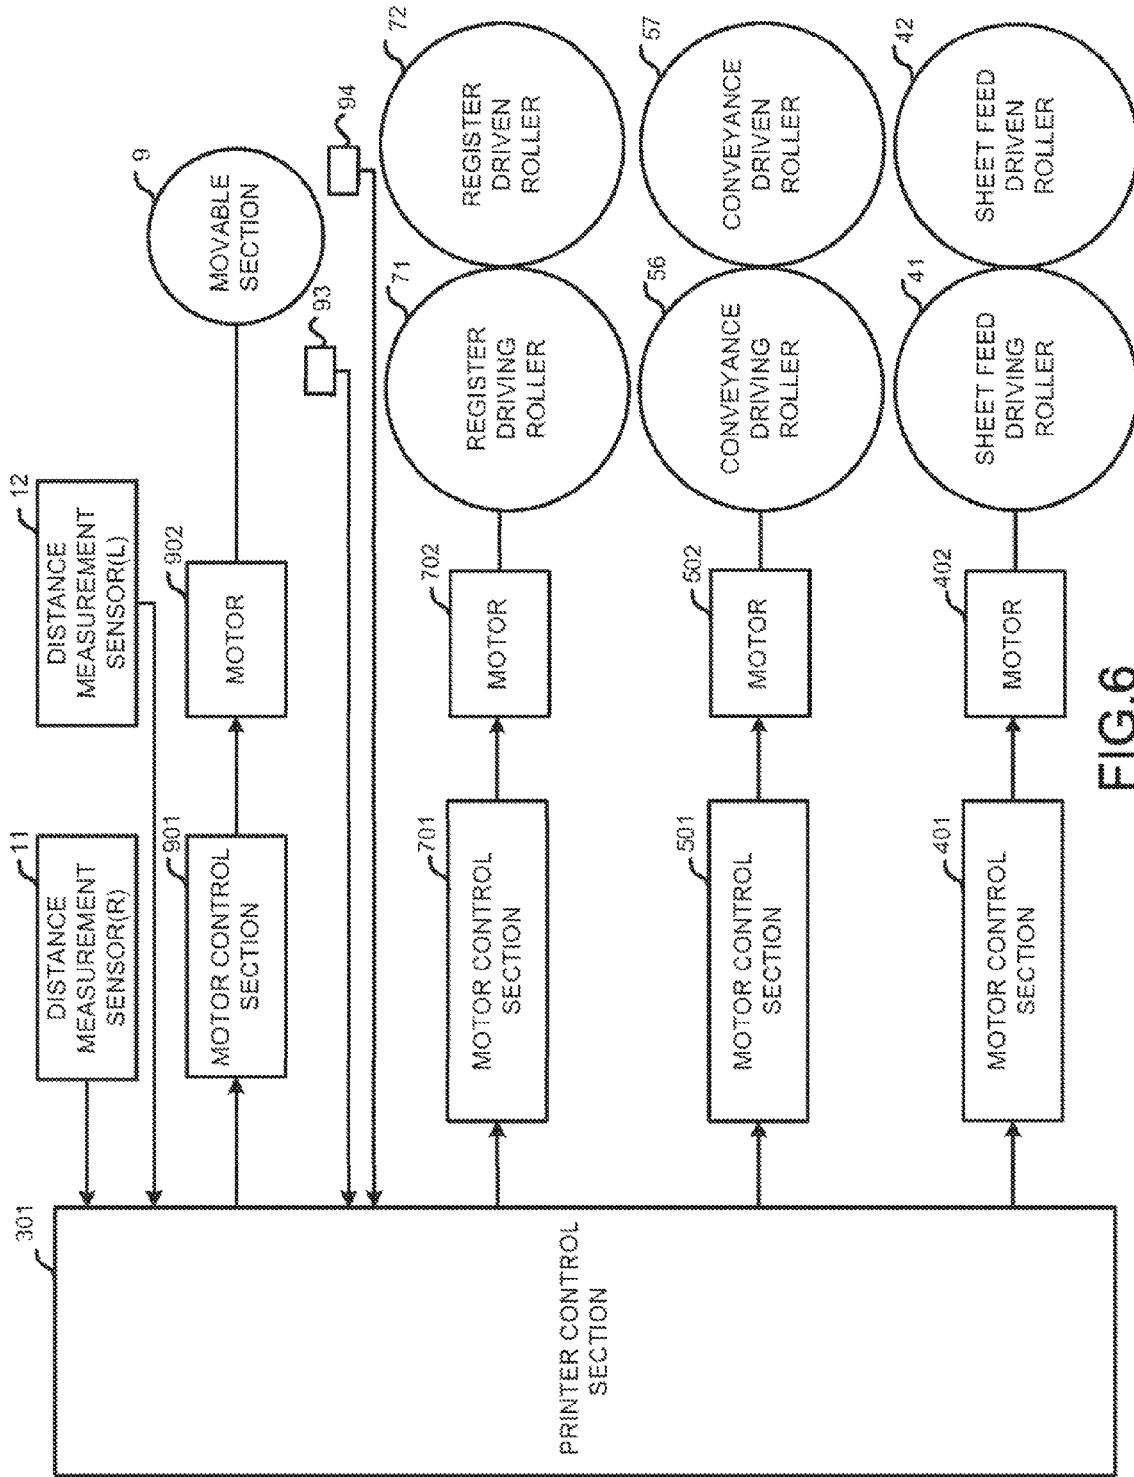 301
PRINTER CONTROL
SECTION
11
DISTANCE
MEASUREMENT
SENSOR(R)
12
DISTANCE
MEASUREMENT
SENSOR(L)
901
MOTOR CONTROL
SECTION
902
MOTOR
9
MOVABLE
SECTION
93
94
701
MOTOR CONTROL
SECTION
702
MOTOR
71
REGISTER
DRIVING
ROLLER
72
REGISTER
DRIVEN
ROLLER
501
MOTOR CONTROL
SECTION
502
MOTOR
56
CONVEYANCE
DRIVING
ROLLER
57
CONVEYANCE
DRIVEN
ROLLER
401
MOTOR CONTROL
SECTION
402
MOTOR
41
SHEET FEED
DRIVING
ROLLER
42
SHEET FEED
DRIVEN
ROLLER
FIG.6